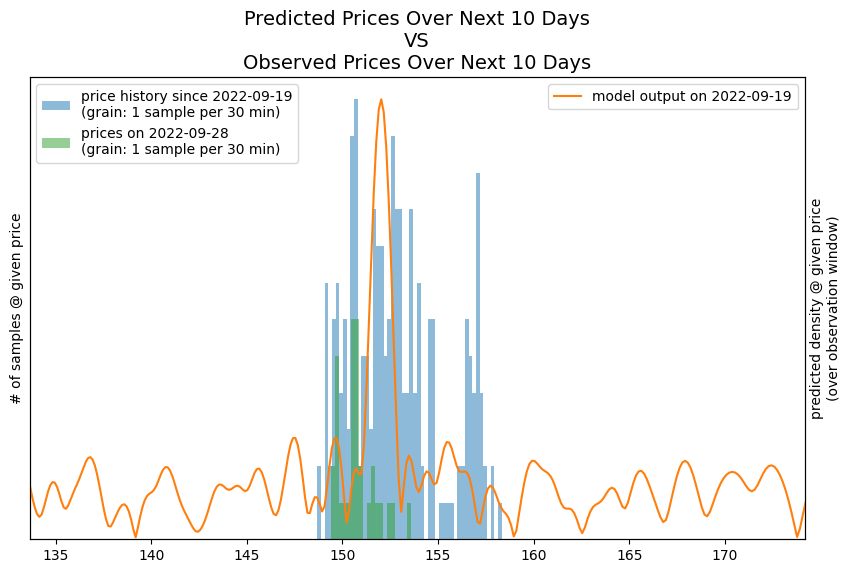 Predicted Prices Over Next 10 Days
VS
Observed Prices Over Next 10 Days
price history since 2022-09-19
(grain: 1 sample per 30 min)
prices on 2022-09-28
(grain: 1 sample per 30 min)
model output on 2022-09-19
# of samples @ given price
predicted density @ given price
(over observation window)
135 140 145 150 155 160 165 170